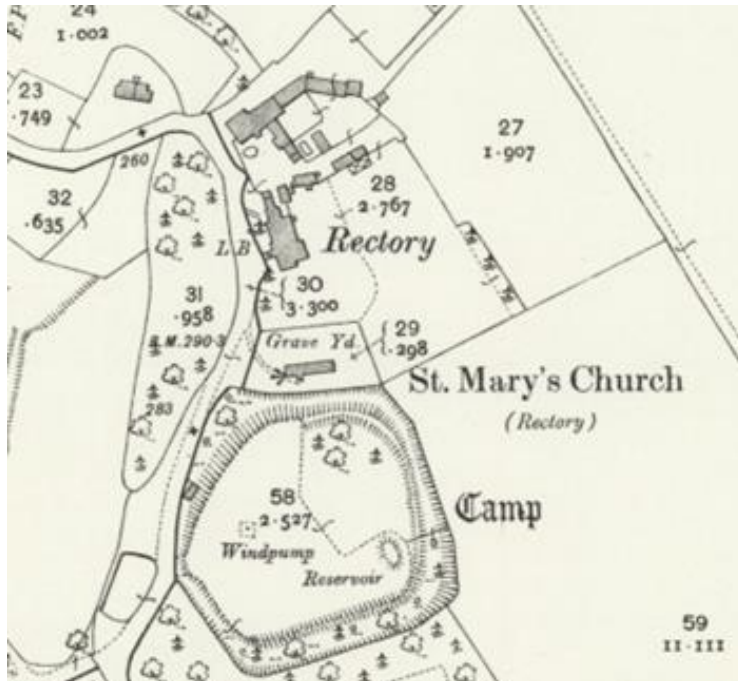 24
1·002
F.P.
23
·749
27
1·907
260
32
·635
28
2·767
L.B
Rectory
31
·958
30
3·300
B.M.290·3
Grave Yd.
29
·298
St. Mary's Church
(Rectory)
283
58
2·527
Camp
Windpump
Reservoir
59
11·111